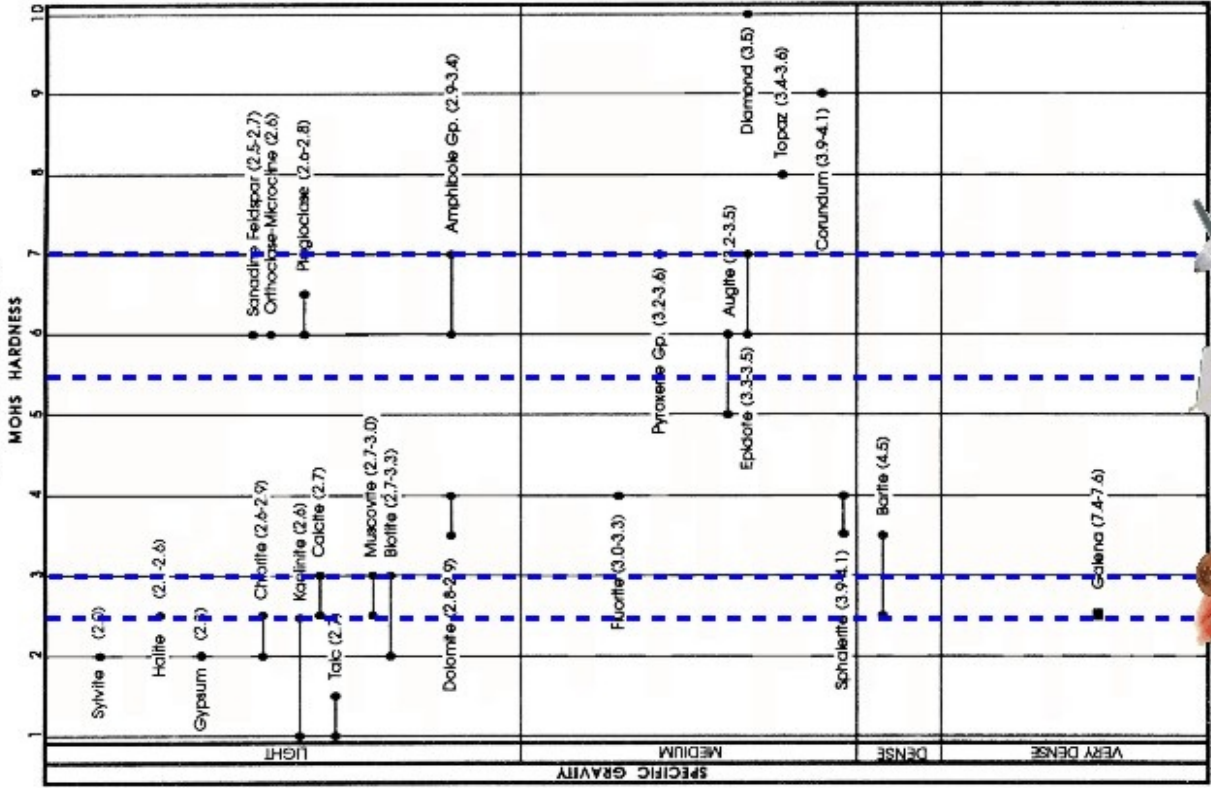 MOHS HARDNESS
1
2
3
4
5
6
7
8
9
10
SPECIFIC GRAVITY
LIGHT
MEDIUM
DENSE
VERY DENSE
Sylvite (2.0)
Halite (2.1-2.6)
Gypsum (2.3)
Chlorite (2.6-2.9)
Kaolinite (2.6)
Calcite (2.7)
Talc (2.7)
Muscovite (2.7-3.0)
Biotite (2.7-3.3)
Dolomite (2.8-2.9)
Sanadine Feldspar (2.5-2.7)
Orthoclase-Microcline (2.6)
Plagioclase (2.6-2.8)
Amphibole Gp. (2.9-3.4)
Fluorite (3.0-3.3)
Pyroxene Gp. (3.2-3.6)
Augite (3.2-3.5)
Epidote (3.3-3.5)
Diamond (3.5)
Topaz (3.4-3.6)
Corundum (3.9-4.1)
Sphalerite (3.9-4.1)
Barite (4.5)
Galena (7.4-7.6)